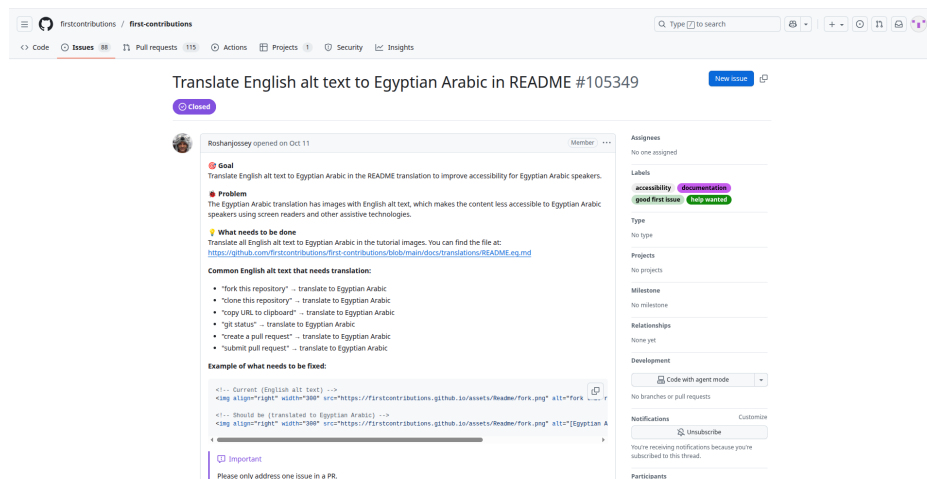 firstcontributions / first-contributions
Type / to search
Code
Issues 88
Pull requests 115
Actions
Projects 1
Security
Insights
Translate English alt text to Egyptian Arabic in README #105349
New issue
Closed
Roshanjossey opened on Oct 11
Member
🎯 Goal
Translate English alt text to Egyptian Arabic in the README translation to improve accessibility for Egyptian Arabic speakers.
🐞 Problem
The Egyptian Arabic translation has images with English alt text, which makes the content less accessible to Egyptian Arabic
speakers using screen readers and other assistive technologies.
💡 What needs to be done
Translate all English alt text to Egyptian Arabic in the tutorial images. You can find the file at:
https://github.com/firstcontributions/first-contributions/blob/main/docs/translations/README.eg.md
Common English alt text that needs translation:
• "fork this repository" → translate to Egyptian Arabic
• "clone this repository" → translate to Egyptian Arabic
• "copy URL to clipboard" → translate to Egyptian Arabic
• "git status" → translate to Egyptian Arabic
• "create a pull request" → translate to Egyptian Arabic
• "submit pull request" → translate to Egyptian Arabic
Example of what needs to be fixed:
<!-- Current (English alt text) -->
<img align="right" width="300" src="https://firstcontributions.github.io/assets/Readme/fork.png" alt="fork
<!-- Should be (translated to Egyptian Arabic) -->
<img align="right" width="300" src="https://firstcontributions.github.io/assets/Readme/fork.png" alt="[Egyptian A
Important
Please only address one issue in a PR.
Assignees
No one assigned
Labels
accessibility documentation
good first issue help wanted
Type
No type
Projects
No projects
Milestone
No milestone
Relationships
None yet
Development
Code with agent mode
No branches or pull requests
Notifications Customize
Unsubscribe
You're receiving notifications because you're
subscribed to this thread.
Participants